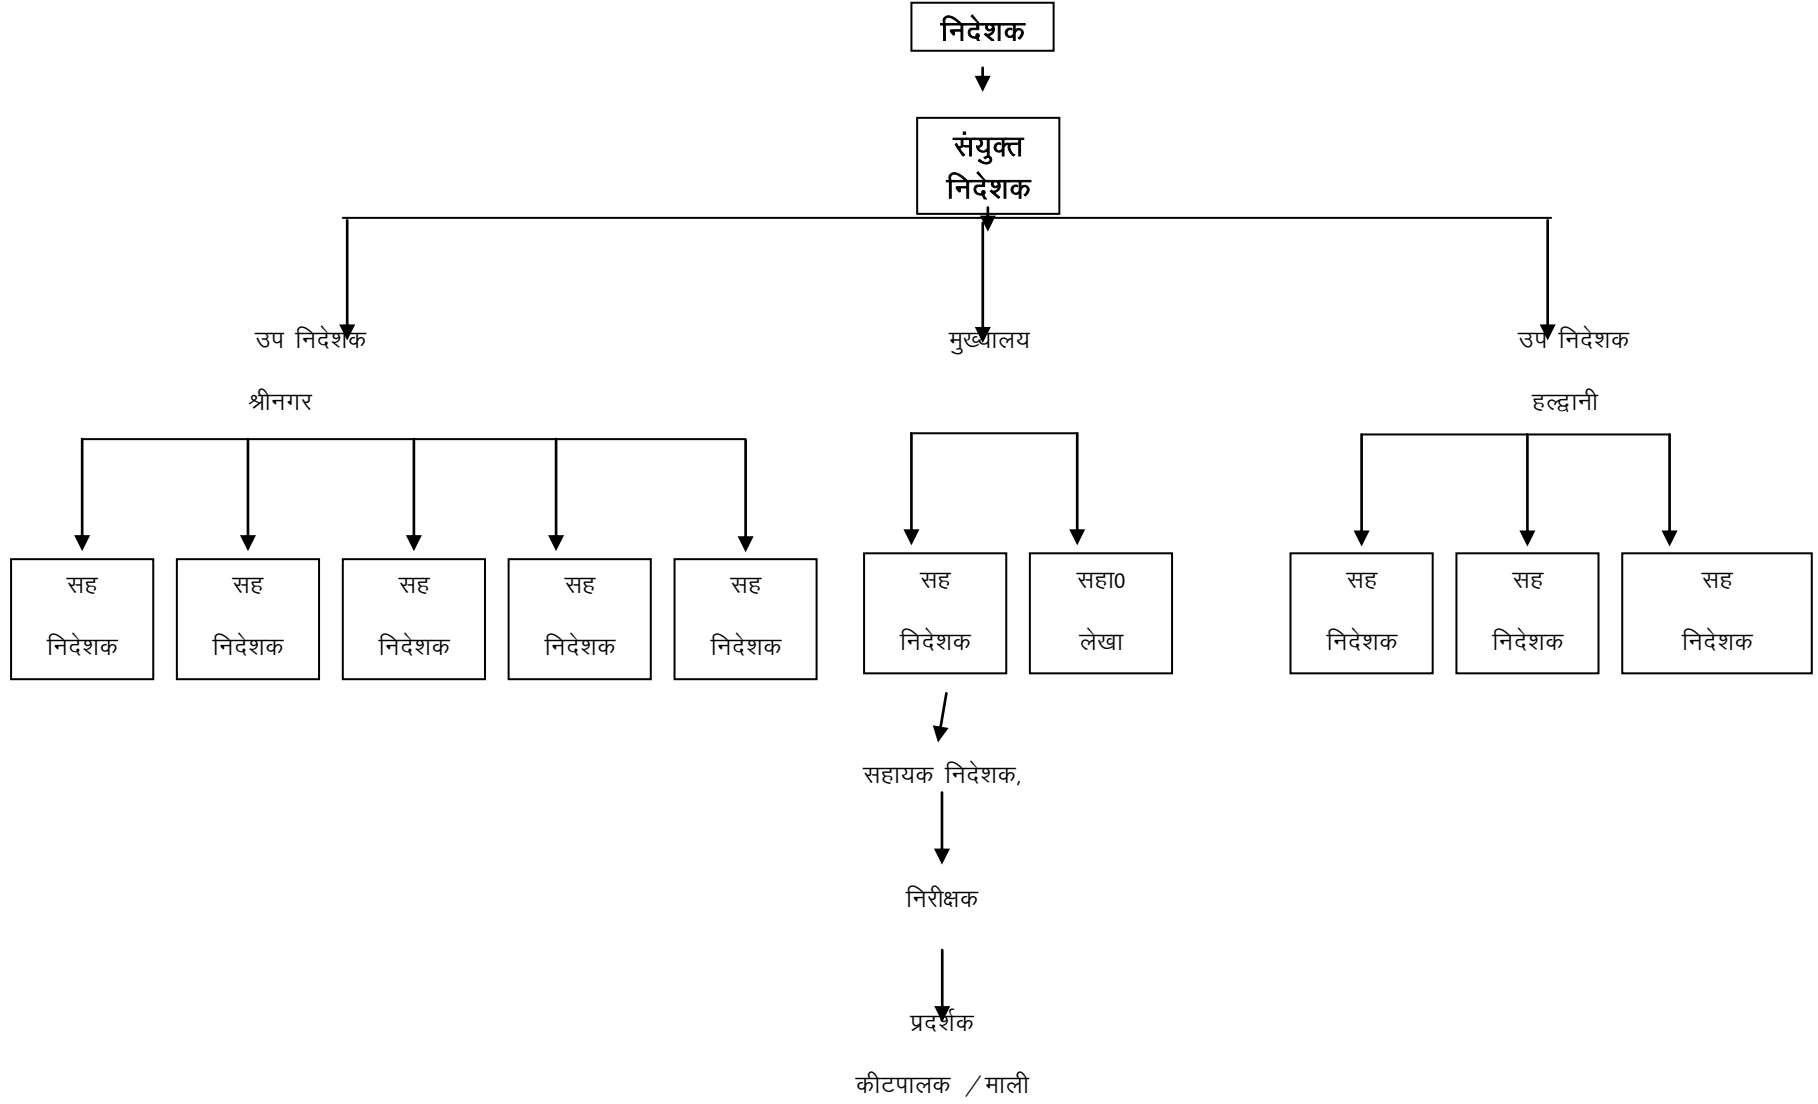 निदेशक
संयुक्त
निदेशक
उप निदेशक
श्रीनगर
मुख्यालय
उप निदेशक
हल्द्वानी
सह
निदेशक
सह
निदेशक
सह
निदेशक
सह
निदेशक
सह
निदेशक
सह
निदेशक
सहा0
लेखा
सह
निदेशक
सह
निदेशक
सह
निदेशक
सहायक निदेशक,
निरीक्षक
प्रदर्शक
कीटपालक /माली